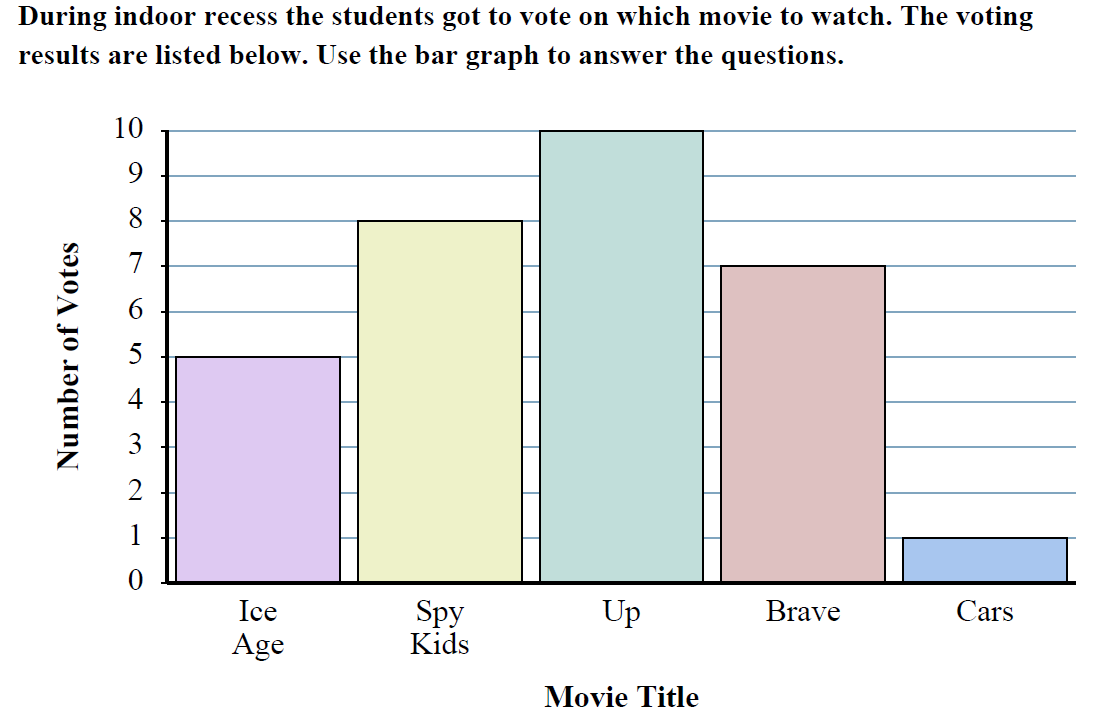 During indoor recess the students got to vote on which movie to watch. The voting
results are listed below. Use the bar graph to answer the questions.
10
9
8
7
6
5
4
3
2
1
0
Number of Votes
Ice
Age
Spy
Kids
Up
Brave
Cars
Movie Title